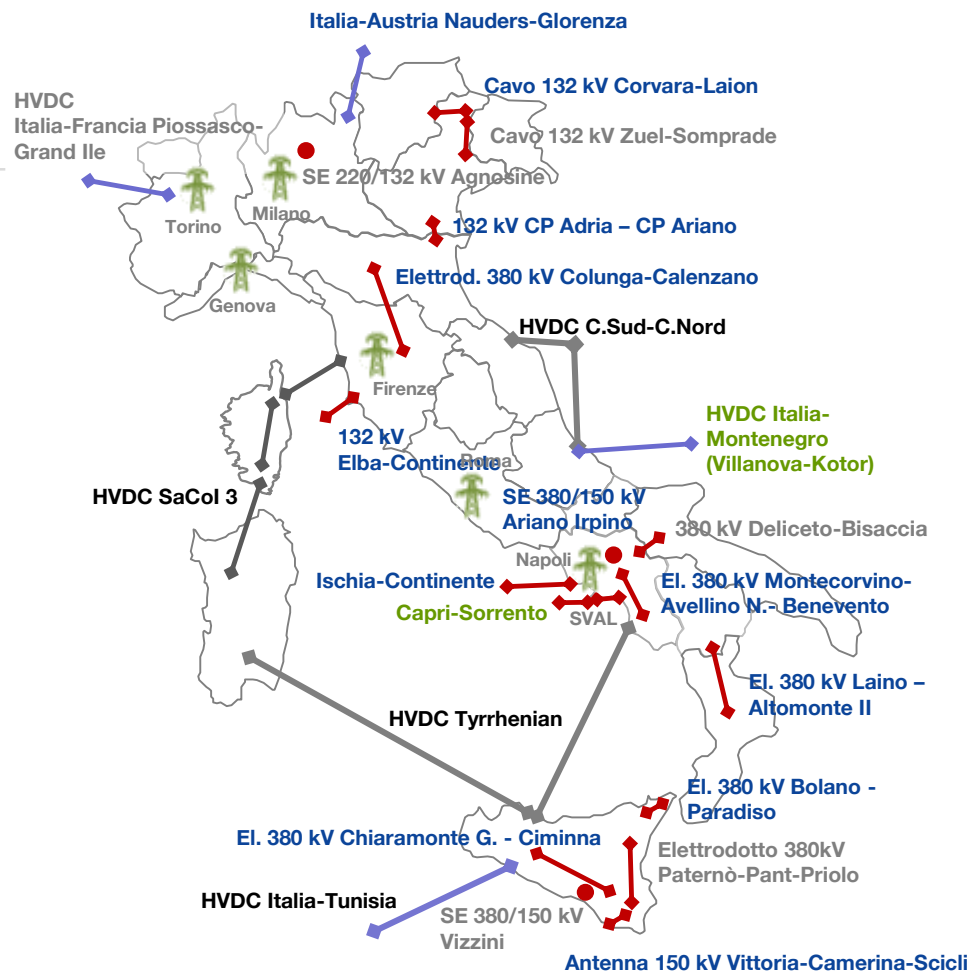 Italia-Austria Nauders-Glorenza
Cavo 132 kV Corvara-Laion
HVDC
Italia-Francia Piossasco-
Grand Ile
Cavo 132 kV Zuel-Somprade
SE 220/132 kV Agnosine
Torino
Milano
132 kV CP Adria – CP Ariano
Elettrod. 380 kV Colunga-Calenzano
Genova
HVDC C.Sud-C.Nord
Firenze
HVDC Italia-
Montenegro
(Villanova-Kotor)
132 kV
Elba-Continente
Roma
HVDC SaCoI 3
SE 380/150 kV
Ariano Irpino
380 kV Deliceto-Bisaccia
Napoli
Ischia-Continente
El. 380 kV Montecorvino-
Avellino N.- Benevento
Capri-Sorrento
SVAL
El. 380 kV Laino –
Altomonte II
HVDC Tyrrhenian
El. 380 kV Bolano -
Paradiso
El. 380 kV Chiaramonte G. - Ciminna
Elettrodotto 380kV
Paternò-Pant-Priolo
HVDC Italia-Tunisia
SE 380/150 kV
Vizzini
Antenna 150 kV Vittoria-Camerina-Scicli